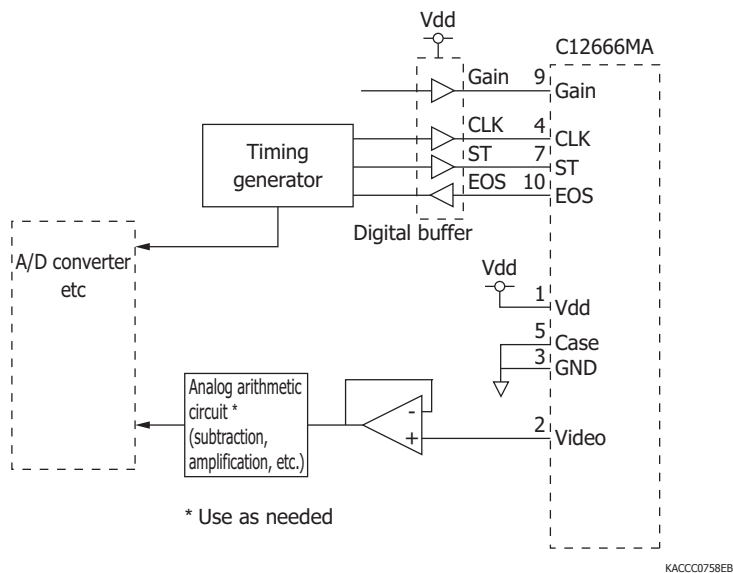 Vdd
C12666MA
Gain 9 Gain
CLK 4 CLK
ST 7 ST
EOS 10 EOS
Timing
generator
Digital buffer
A/D converter
etc
Vdd
1 Vdd
5 Case
3 GND
Analog arithmetic
circuit *
(subtraction,
amplification, etc.)
-
+
2 Video
* Use as needed
KACCC0758EB